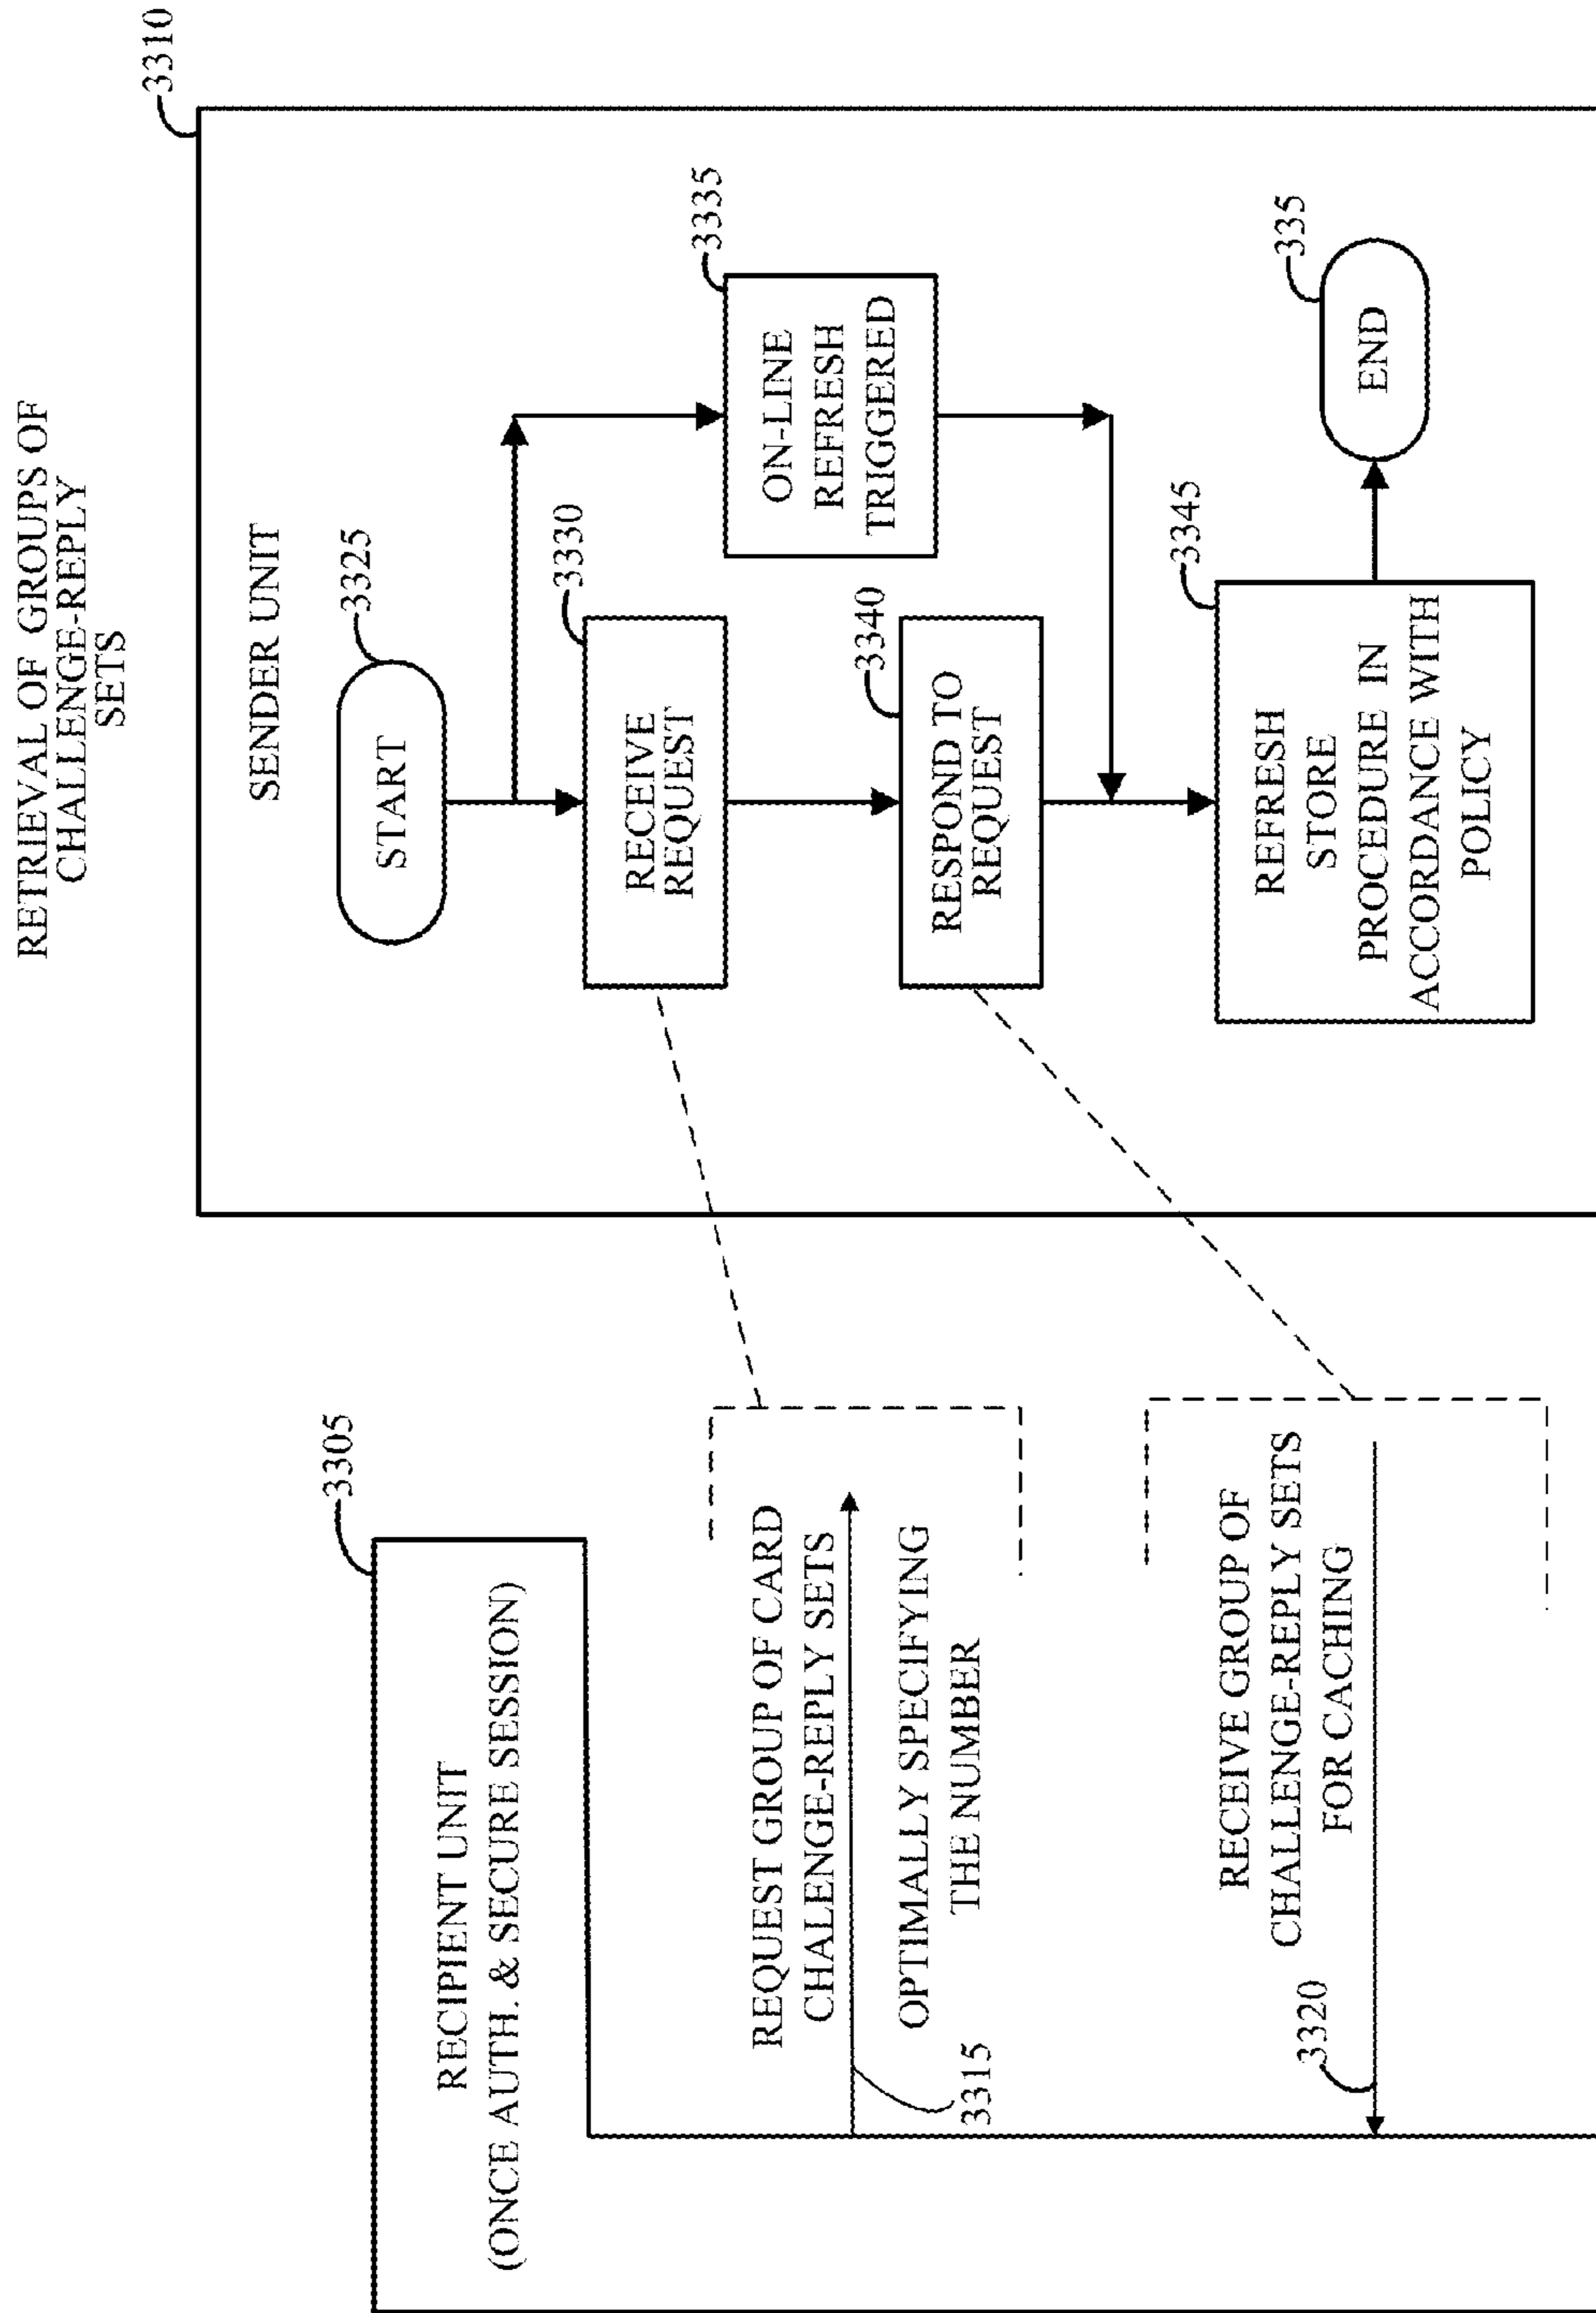 RETRIEVAL OF GROUPS OF
CHALLENGE-REPLY
SETS
3310
SENDER UNIT
START
3325
RECEIVE
REQUEST
3330
ON-LINE
REFRESH
TRIGGERED
3335
RESPOND TO
REQUEST
3340
REFRESH
STORE
PROCEDURE IN
ACCORDANCE WITH
POLICY
3345
END
335
3305
RECIPIENT UNIT
(ONCE AUTH. & SECURE SESSION)
REQUEST GROUP OF CARD
CHALENGE-REPLY SETS
OPTIMALLY SPECIFYING
THE NUMBER
3315
RECEIVE GROUP OF
CHALLENGE-REPLY SETS
FOR CACHING
3320